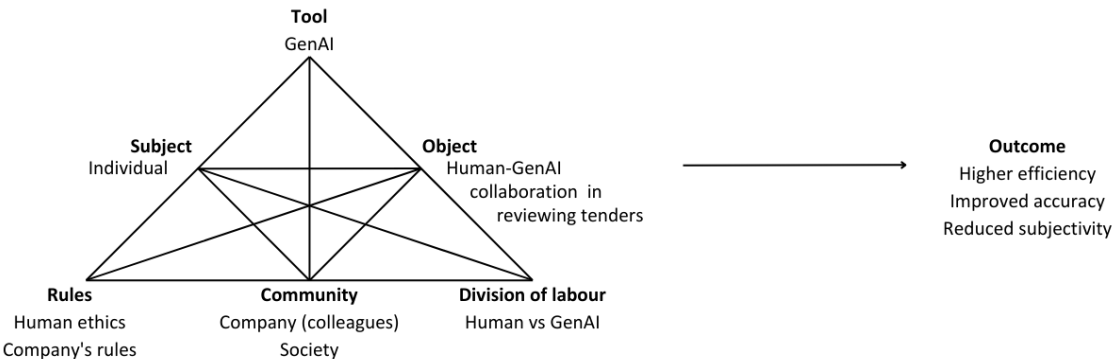 Tool
GenAI
Subject
Individual
Object
Human-GenAI
collaboration in
reviewing tenders
Outcome
Higher efficiency
Improved accuracy
Reduced subjectivity
Rules
Human ethics
Company's rules
Community
Company (colleagues)
Society
Division of labour
Human vs GenAI